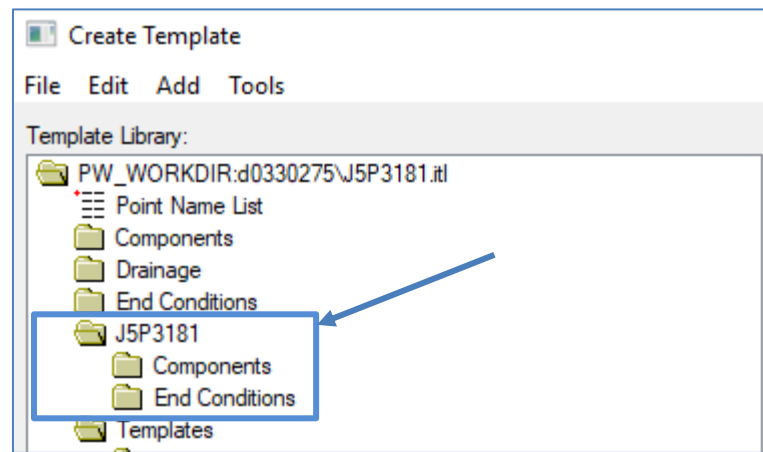 Create Template
File Edit Add Tools
Template Library:
PW_WORKDIR:d0330275\J5P3181.itl
Point Name List
Components
Drainage
End Conditions
J5P3181
Components
End Conditions
Templates